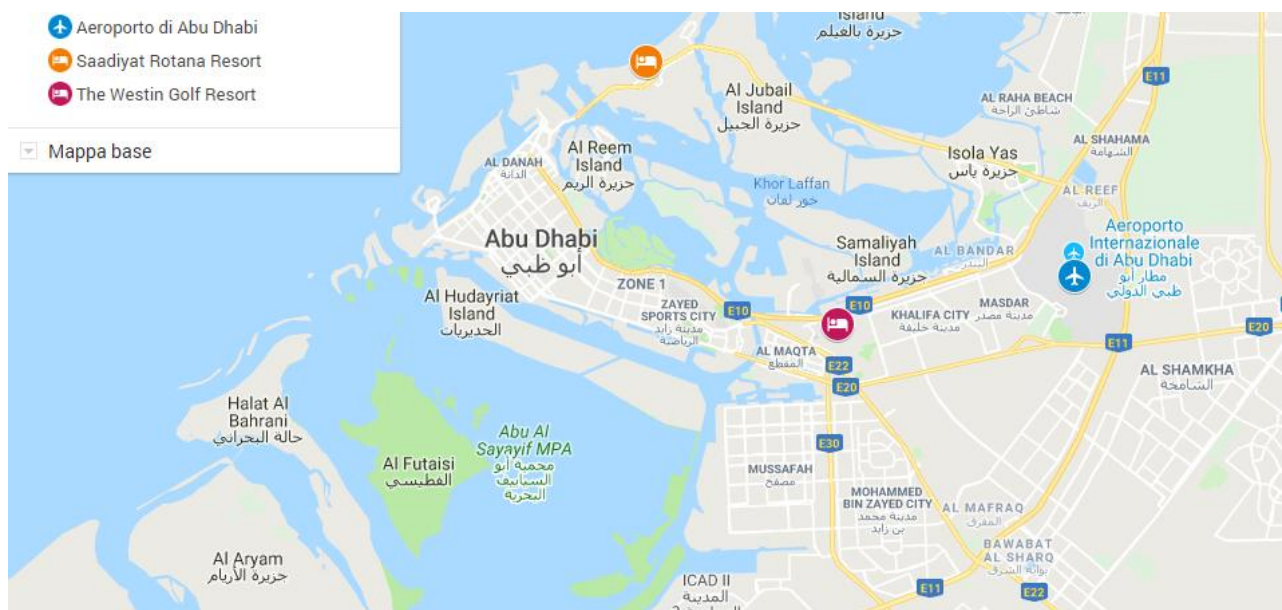 Aeroporto di Abu Dhabi
Saadiyat Rotana Resort
The Westin Golf Resort
Mappa base
Island
جزيرة بالغيلم
E11
Al Jubail
Island
جزيرة الجبيل
AL RAHA BEACH
شاطئ الراحة
AL SHAHAMA
الشهامة
Isola Yas
جزيرة ياس
AL DANAH
الدانة
Al Reem
Island
جزيرة الريم
Khor Laffan
خور لفان
AL REEF
الريف
Abu Dhabi
أبو ظبي
Samaliyah
Island
جزيرة السمالية
AL BANDAR
البندر
Aeroporto
Internazionale
di Abu Dhabi
مطار أبو
ظبي الدولي
ZONE 1
Al Hudayriat
Island
الحديريات
ZAYED
SPORTS CITY
مدينة زايد
الرياضية
E10
E10
KHALIFA CITY
مدينة خليفة
MASDAR
مدينة مصدر
E20
E11
AL MAQTA
المقطع
E22
E20
AL SHAMKHA
الشامخة
Halat Al
Bahrani
حالة البحراني
Abu Al
Sayayif MPA
محمية أبو
السيايف
البحرية
Al Futaisi
الفطيسي
E30
MUSSAFAH
مصفح
MOHAMMED
BIN ZAYED CITY
مدينة محمد
بن زايد
AL MAFRAQ
المفرق
BAWABAT
AL SHARQ
بوابة الشرق
Al Aryam
جزيرة الأريام
ICAD II
المدينة
E11
E22